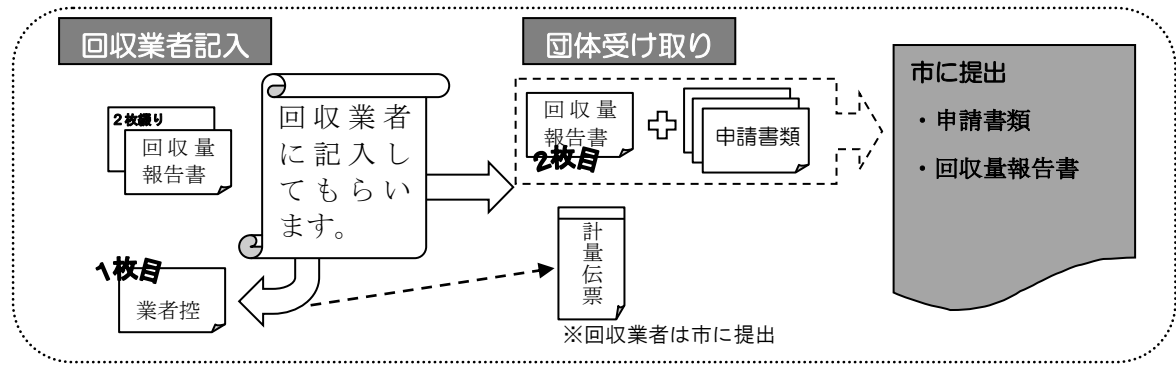 回収業者記入
2枚綴り
回収量
報告書
回収業者
に記入し
てもらい
ます。
1枚目
業者控
団体受け取り
回収量
報告書
2枚目
申請書類
計量伝票
※回収業者は市に提出
市に提出
・申請書類
・回収量報告書